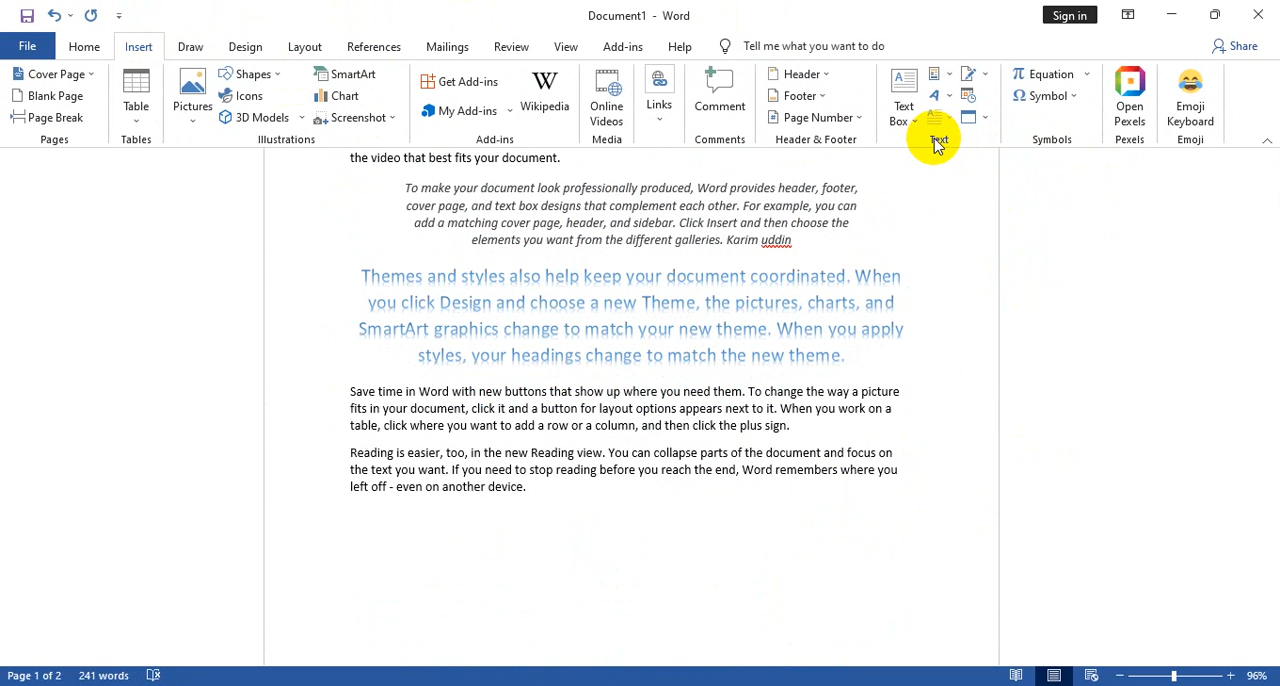 Document1 - Word
Sign in
File Home Insert Draw Design Layout References Mailings Review View Add-ins Help Tell me what you want to do Share
Cover Page
Blank Page
Page Break
Pages
Table
Tables
Pictures
Shapes
Icons
3D Models
SmartArt
Chart
Screenshot
Illustrations
Get Add-ins
My Add-ins
W
Wikipedia
Add-ins
Online
Videos
Media
Links
Comment
Comments
Header
Footer
Page Number
Header & Footer
Text
Box
Text
Equation
Symbol
Symbols
Open
Pexels
Pexels
Emoji
Keyboard
Emoji
the video that best fits your document.
To make your document look professionally produced, Word provides header, footer,
cover page, and text box designs that complement each other. For example, you can
add a matching cover page, header, and sidebar. Click Insert and then choose the
elements you want from the different galleries. Karim uddin
Themes and styles also help keep your document coordinated. When
you click Design and choose a new Theme, the pictures, charts, and
SmartArt graphics change to match your new theme. When you apply
styles, your headings change to match the new theme.
Save time in Word with new buttons that show up where you need them. To change the way a picture
fits in your document, click it and a button for layout options appears next to it. When you work on a
table, click where you want to add a row or a column, and then click the plus sign.
Reading is easier, too, in the new Reading view. You can collapse parts of the document and focus on
the text you want. If you need to stop reading before you reach the end, Word remembers where you
left off - even on another device.
Page 1 of 2 241 words 96%